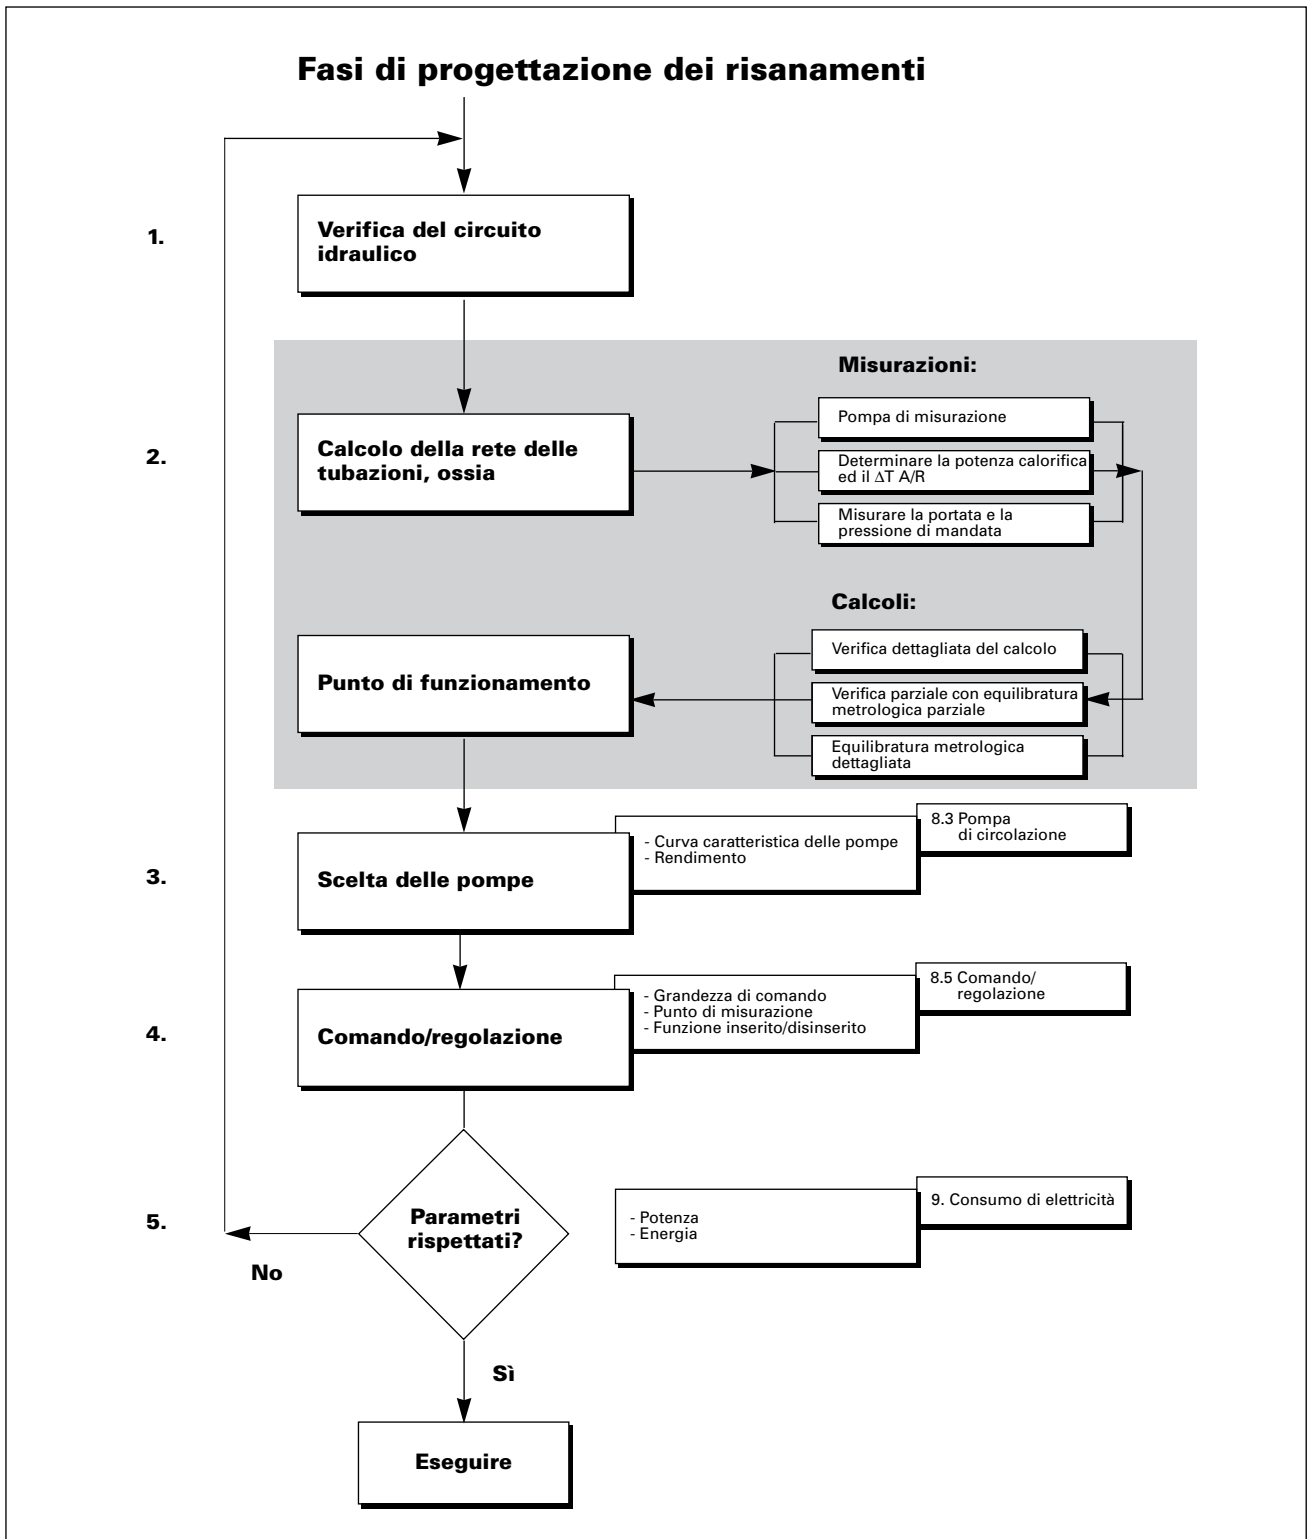 Fasi di progettazione dei risanamenti
1.
Verifica del circuito
idraulico
2.
Calcolo della rete delle
tubazioni, ossia
Misurazioni:
Pompa di misurazione
Determinare la potenza calorifica
ed il ΔT A/R
Misurare la portata e la
pressione di mandata
Calcoli:
Verifica dettagliata del calcolo
Verifica parziale con equilibratura
metrologica parziale
Equilibratura metrologica
dettagliata
Punto di funzionamento
3.
Scelta delle pompe
- Curva caratteristica delle pompe
- Rendimento
8.3 Pompa
di circolazione
4.
Comando/regolazione
- Grandezza di comando
- Punto di misurazione
- Funzione inserito/disinserito
8.5 Comando/
regolazione
5.
Parametri
rispettati?
- Potenza
- Energia
9. Consumo di elettricità
No
Sì
Eseguire